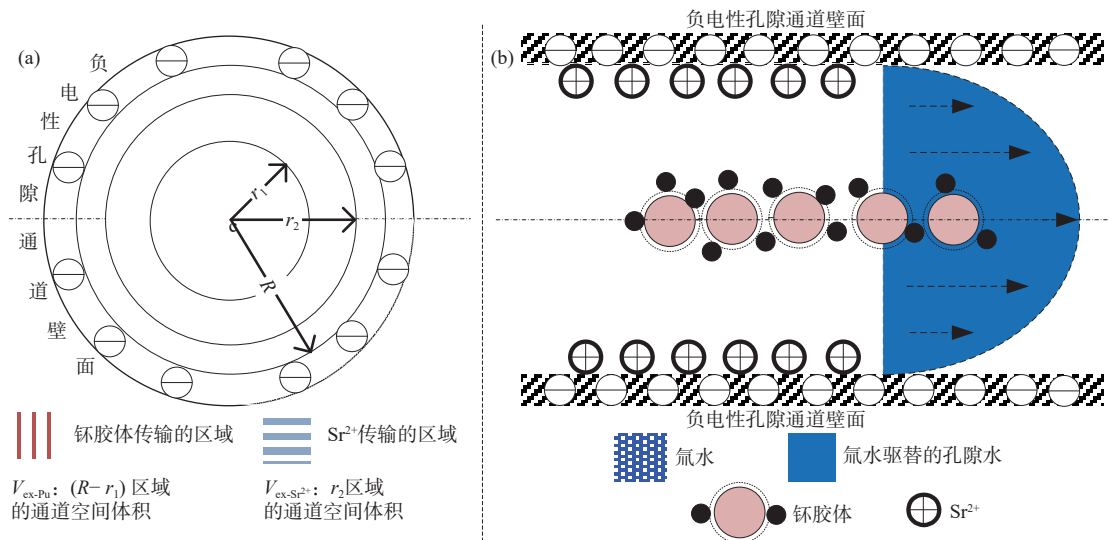 (a)
负电性孔隙通道壁面
r₁
r₂
o
R
钚胶体传输的区域
Sr²⁺传输的区域
V_ex-Pu：(R− r₁) 区域
的通道空间体积
V_ex-Sr²⁺：r₂区域
的通道空间体积
(b)
负电性孔隙通道壁面
负电性孔隙通道壁面
氚水
氚水驱替的孔隙水
钚胶体
Sr²⁺